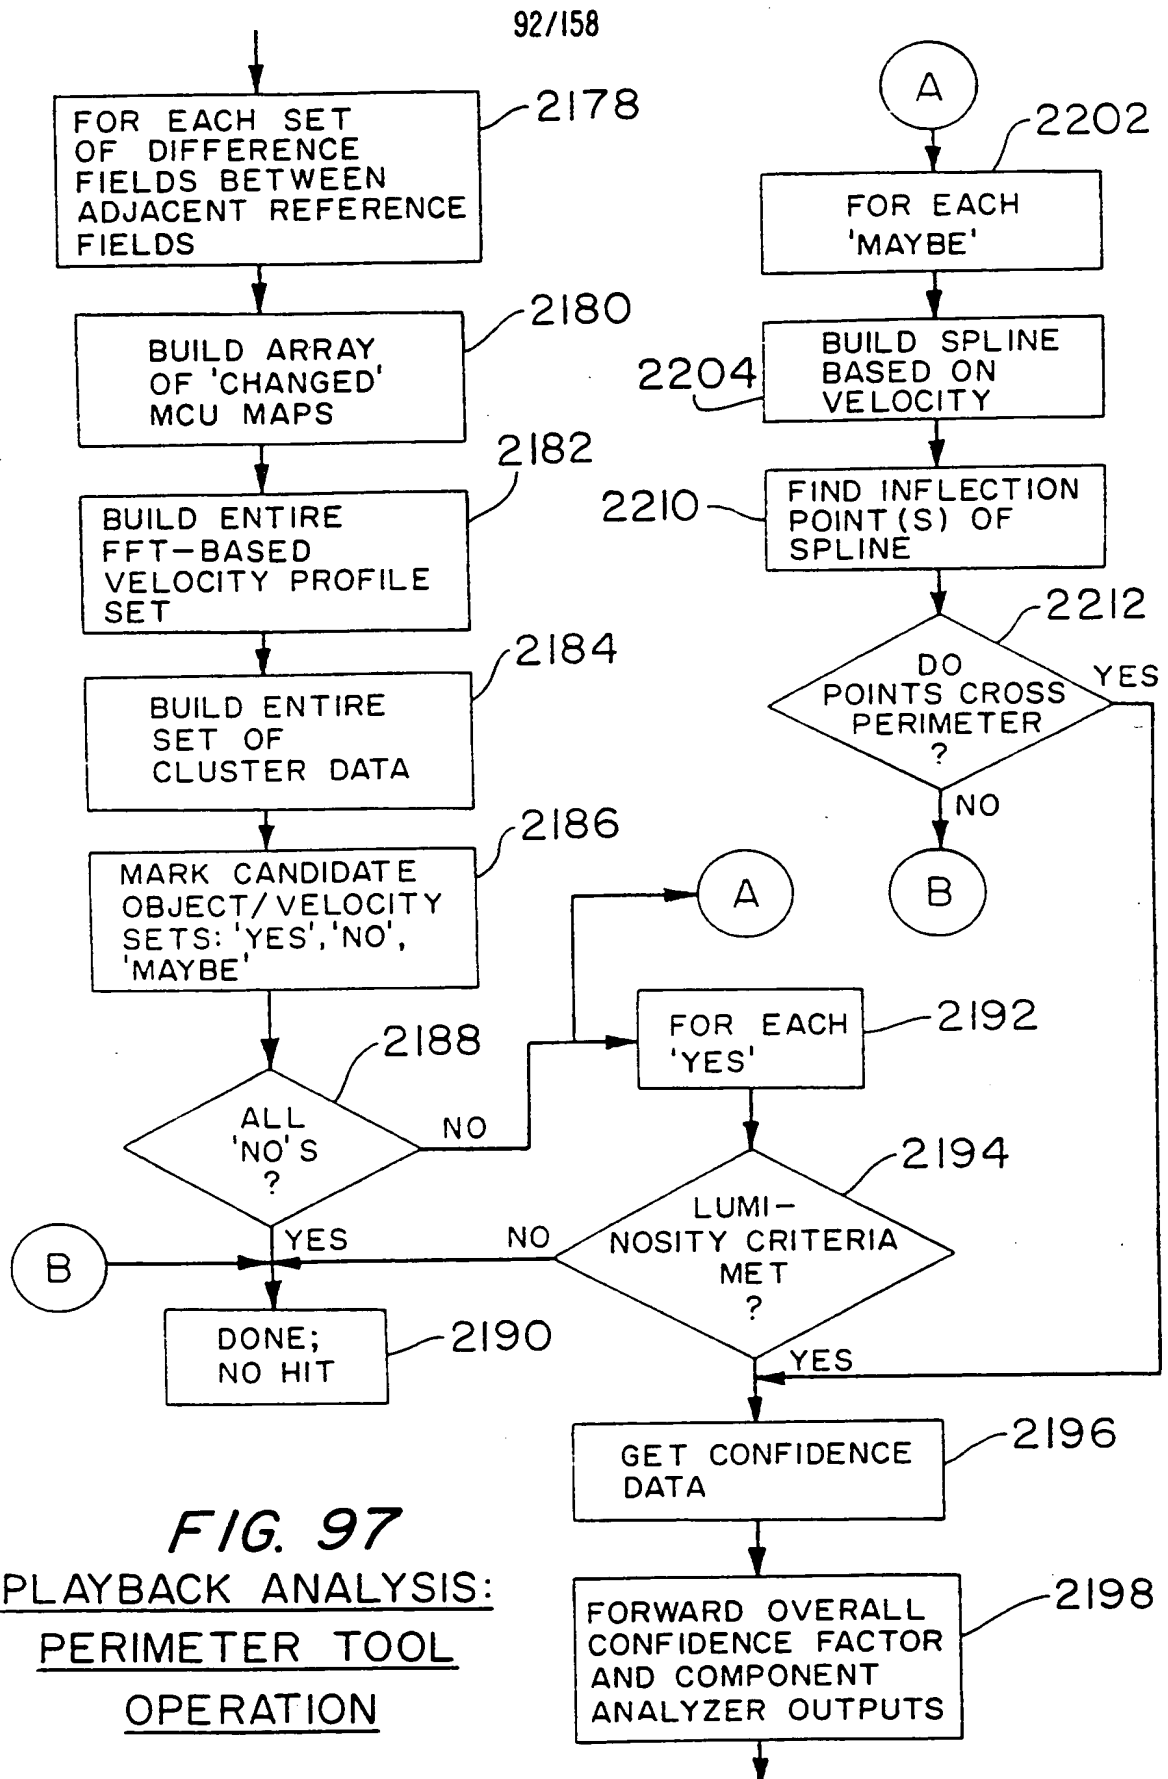 92/158
FOR EACH SET
OF DIFFERENCE
FIELDS BETWEEN
ADJACENT REFERENCE
FIELDS
2178
BUILD ARRAY
OF 'CHANGED'
MCU MAPS
2180
BUILD ENTIRE
FFT-BASED
VELOCITY PROFILE
SET
2182
BUILD ENTIRE
SET OF
CLUSTER DATA
2184
MARK CANDIDATE
OBJECT/VELOCITY
SETS: 'YES', 'NO',
'MAYBE'
2186
ALL
'NO'S
?
2188
NO
YES
B
DONE;
NO HIT
2190
A
FOR EACH
'YES'
2192
LUMI-
NOSITY CRITERIA
MET
?
2194
NO
YES
GET CONFIDENCE
DATA
2196
FORWARD OVERALL
CONFIDENCE FACTOR
AND COMPONENT
ANALYZER OUTPUTS
2198
A
FOR EACH
'MAYBE'
2202
BUILD SPLINE
BASED ON
VELOCITY
2204
FIND INFLECTION
POINT(S) OF
SPLINE
2210
DO
POINTS CROSS
PERIMETER
?
2212
YES
NO
B
FIG. 97
PLAYBACK ANALYSIS:
PERIMETER TOOL
OPERATION